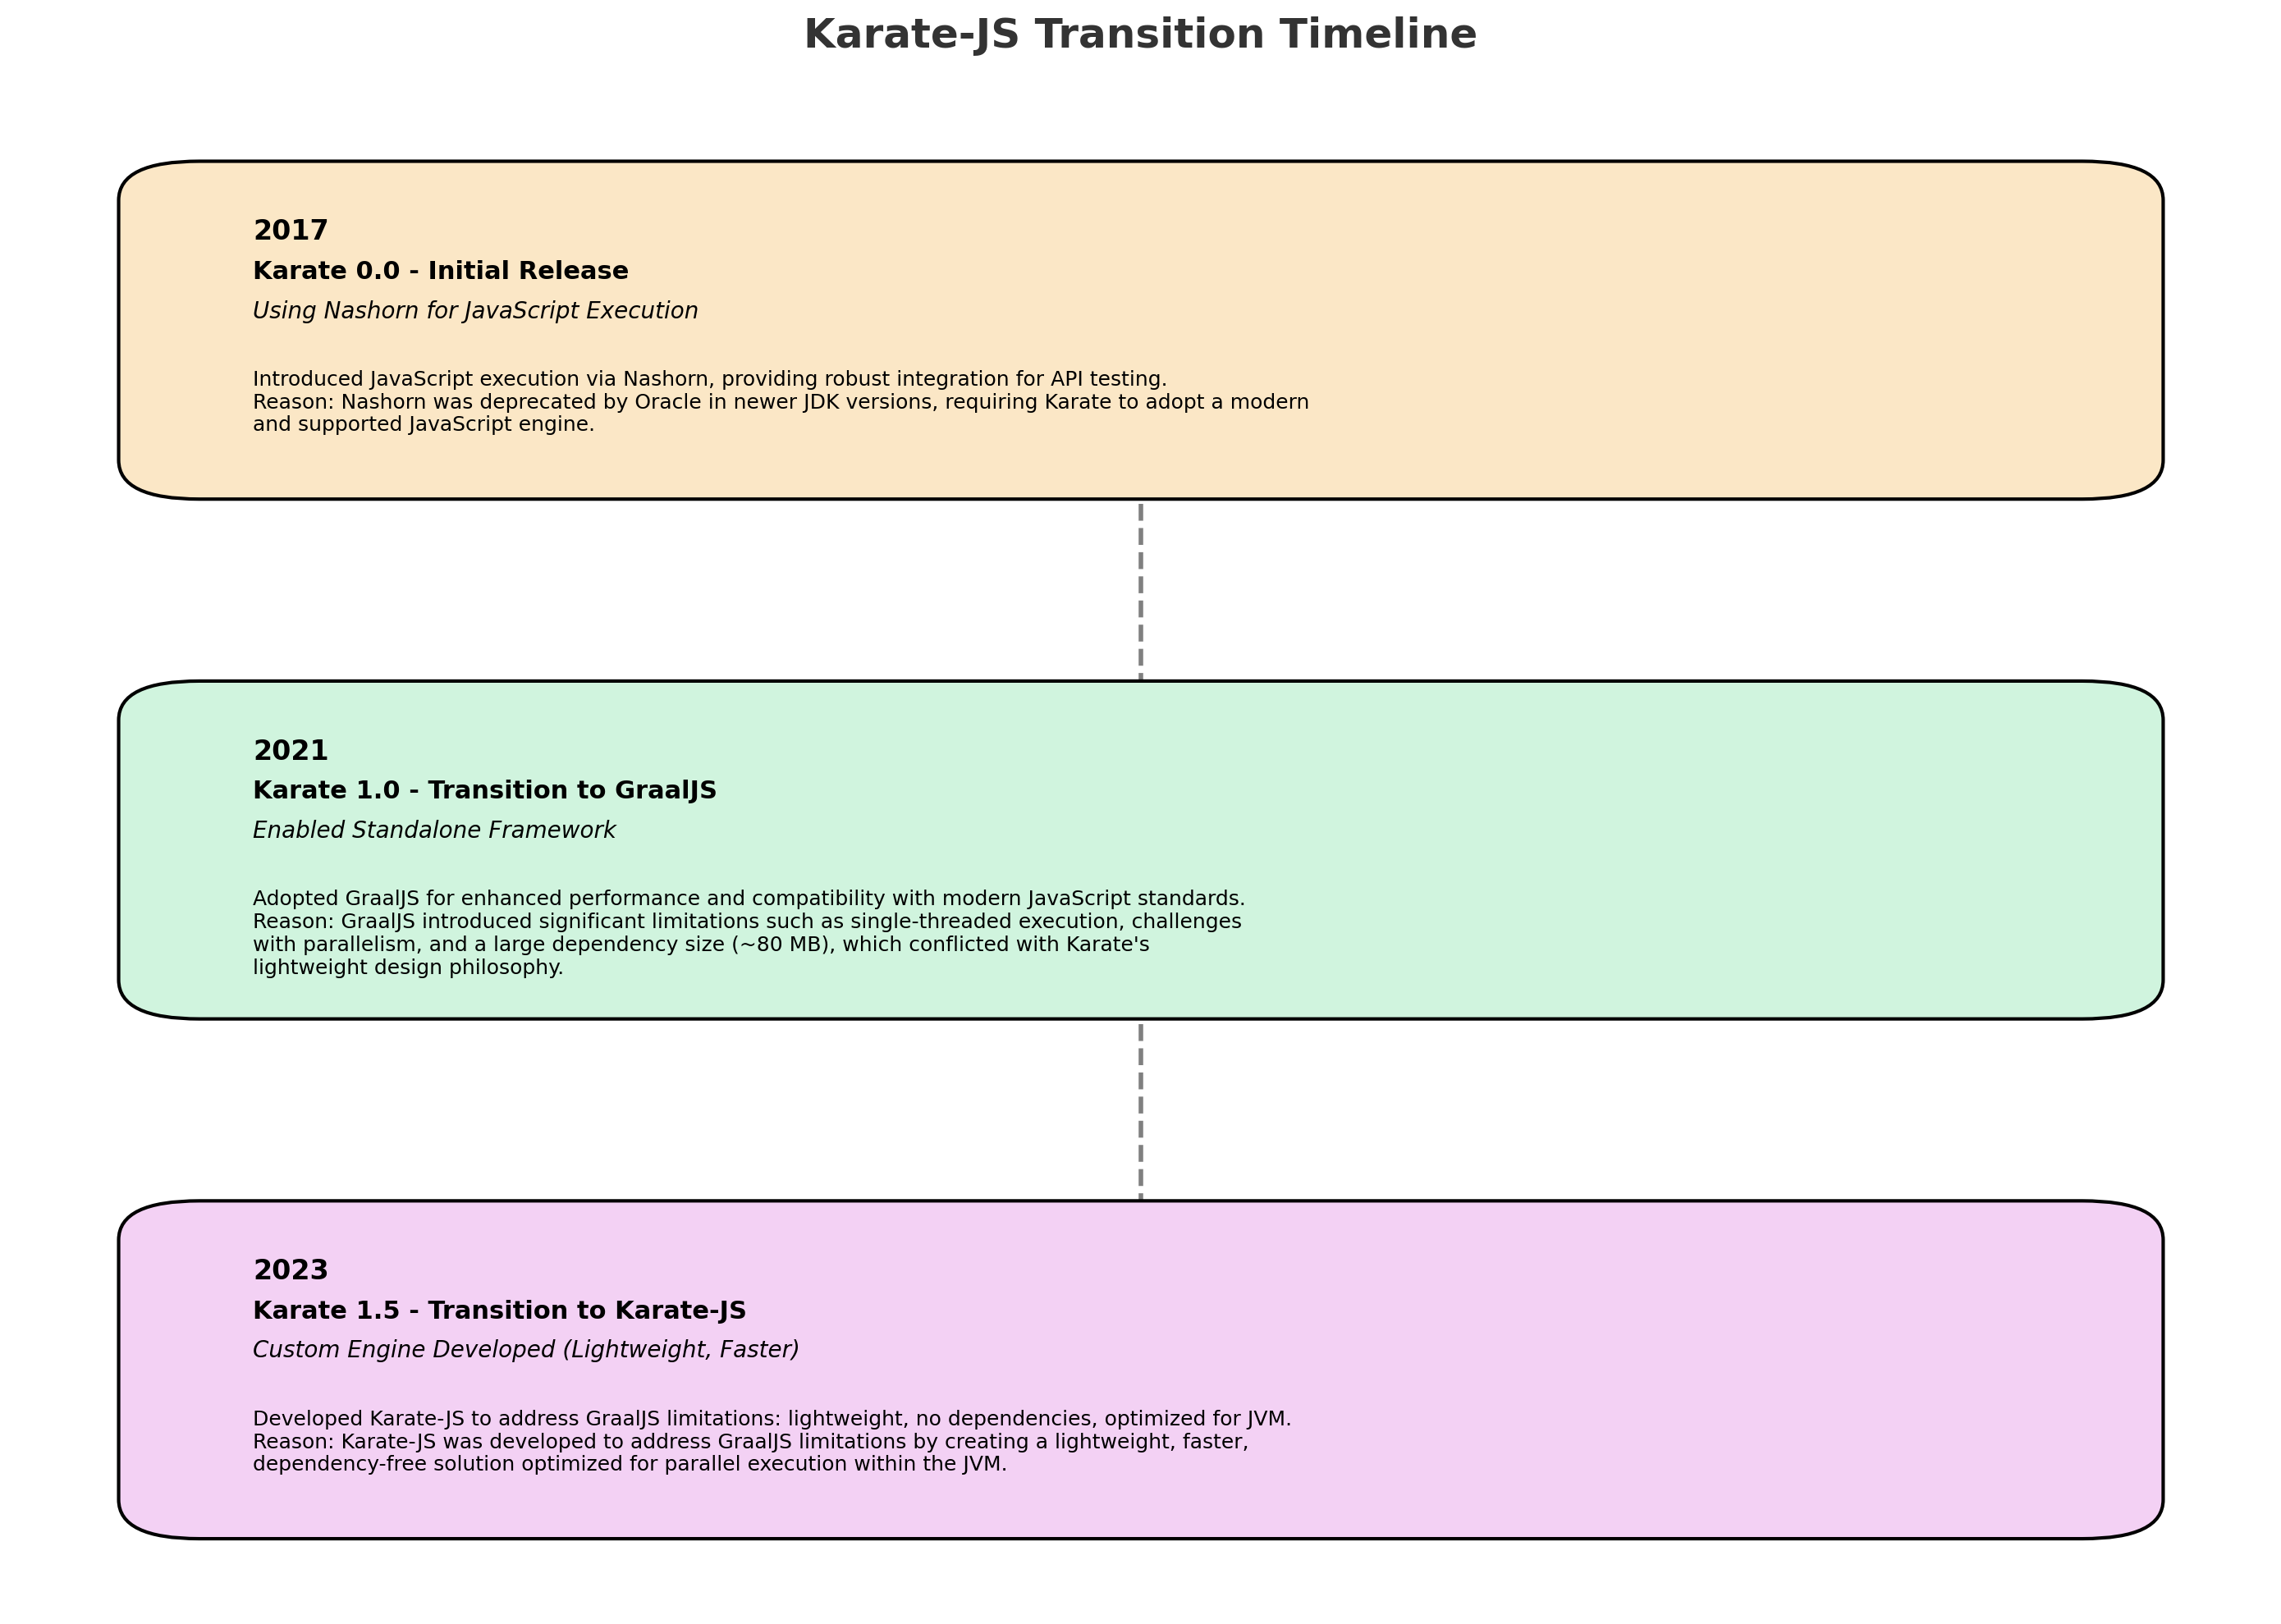 Karate-JS Transition Timeline
2017
Karate 0.0 - Initial Release
Using Nashorn for JavaScript Execution
Introduced JavaScript execution via Nashorn, providing robust integration for API testing.
Reason: Nashorn was deprecated by Oracle in newer JDK versions, requiring Karate to adopt a modern
and supported JavaScript engine.
2021
Karate 1.0 - Transition to GraalJS
Enabled Standalone Framework
Adopted GraalJS for enhanced performance and compatibility with modern JavaScript standards.
Reason: GraalJS introduced significant limitations such as single-threaded execution, challenges
with parallelism, and a large dependency size (~80 MB), which conflicted with Karate's
lightweight design philosophy.
2023
Karate 1.5 - Transition to Karate-JS
Custom Engine Developed (Lightweight, Faster)
Developed Karate-JS to address GraalJS limitations: lightweight, no dependencies, optimized for JVM.
Reason: Karate-JS was developed to address GraalJS limitations by creating a lightweight, faster,
dependency-free solution optimized for parallel execution within the JVM.